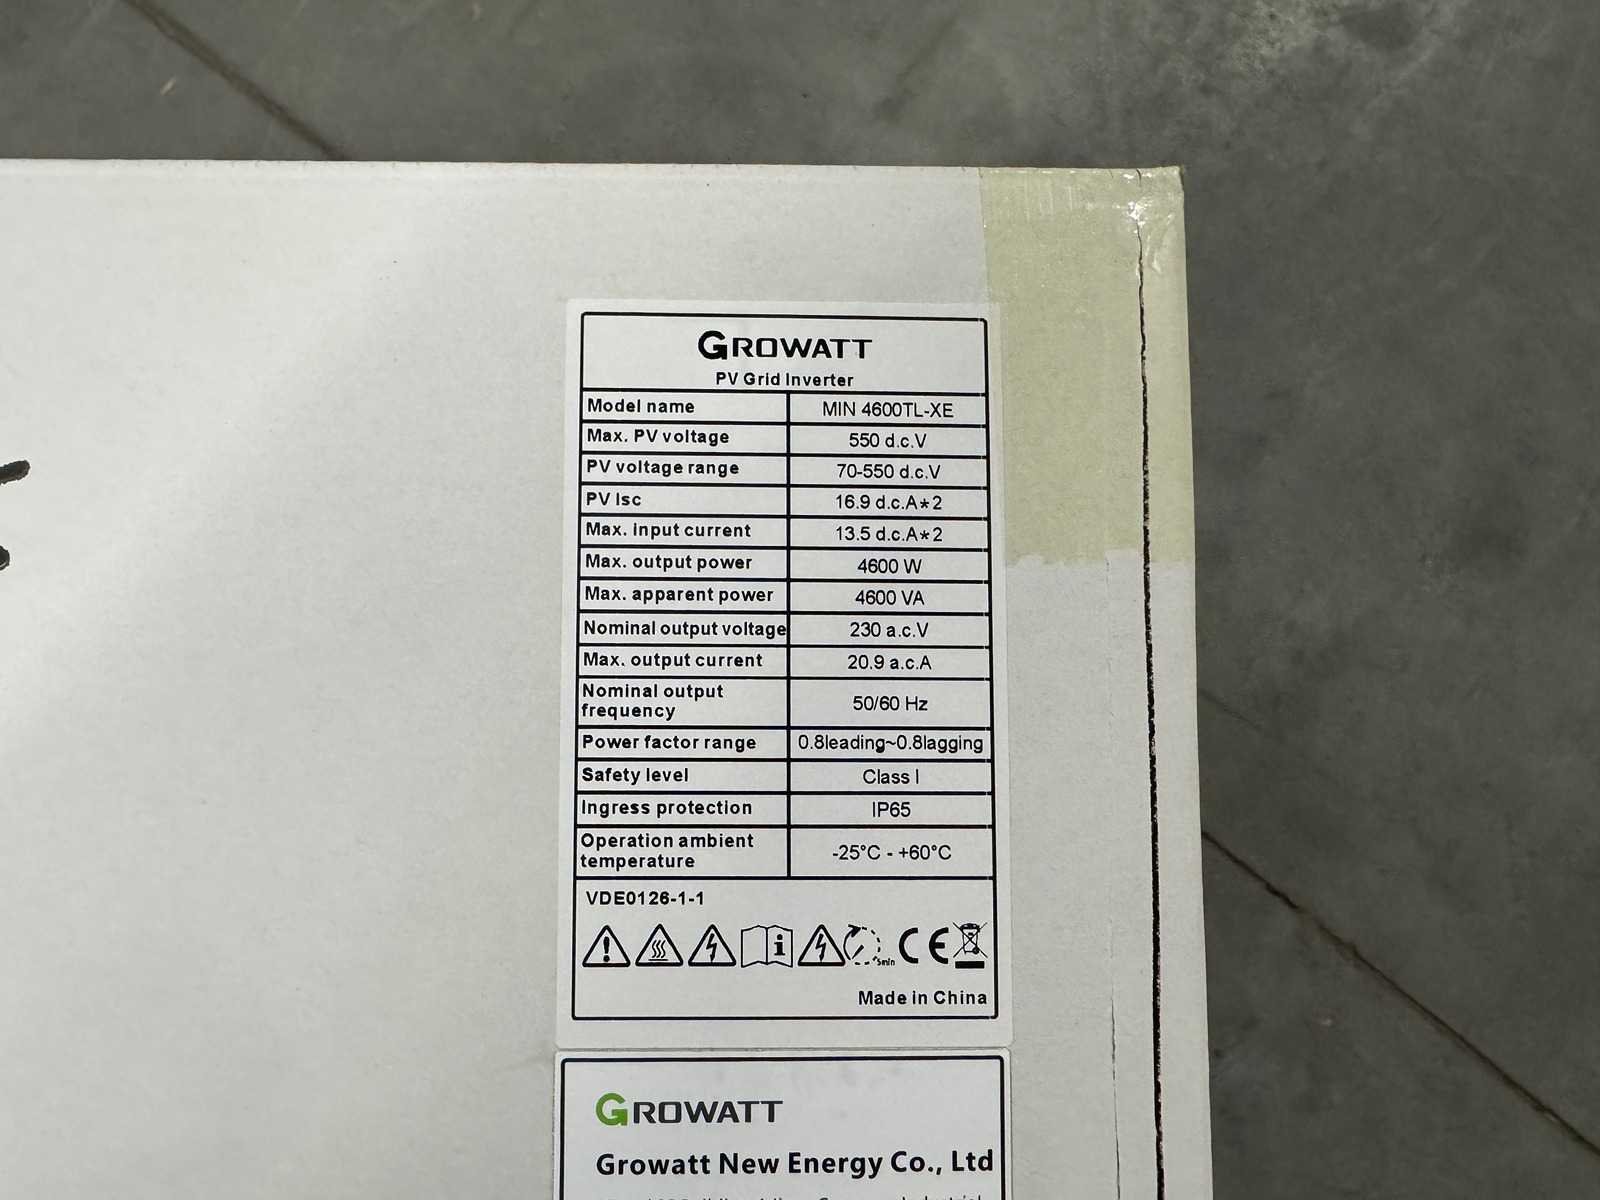 GROWATT
PV Grid Inverter
Model name MIN 4600TL-XE
Max. PV voltage 550 d.c.V
PV voltage range 70-550 d.c.V
PV Isc 16.9 d.c.A*2
Max. input current 13.5 d.c.A*2
Max. output power 4600 W
Max. apparent power 4600 VA
Nominal output voltage 230 a.c.V
Max. output current 20.9 a.c.A
Nominal output
frequency 50/60 Hz
Power factor range 0.8leading~0.8lagging
Safety level Class I
Ingress protection IP65
Operation ambient
temperature -25°C - +60°C
VDE0126-1-1
5min CE
Made in China
GROWATT
Growatt New Energy Co., Ltd